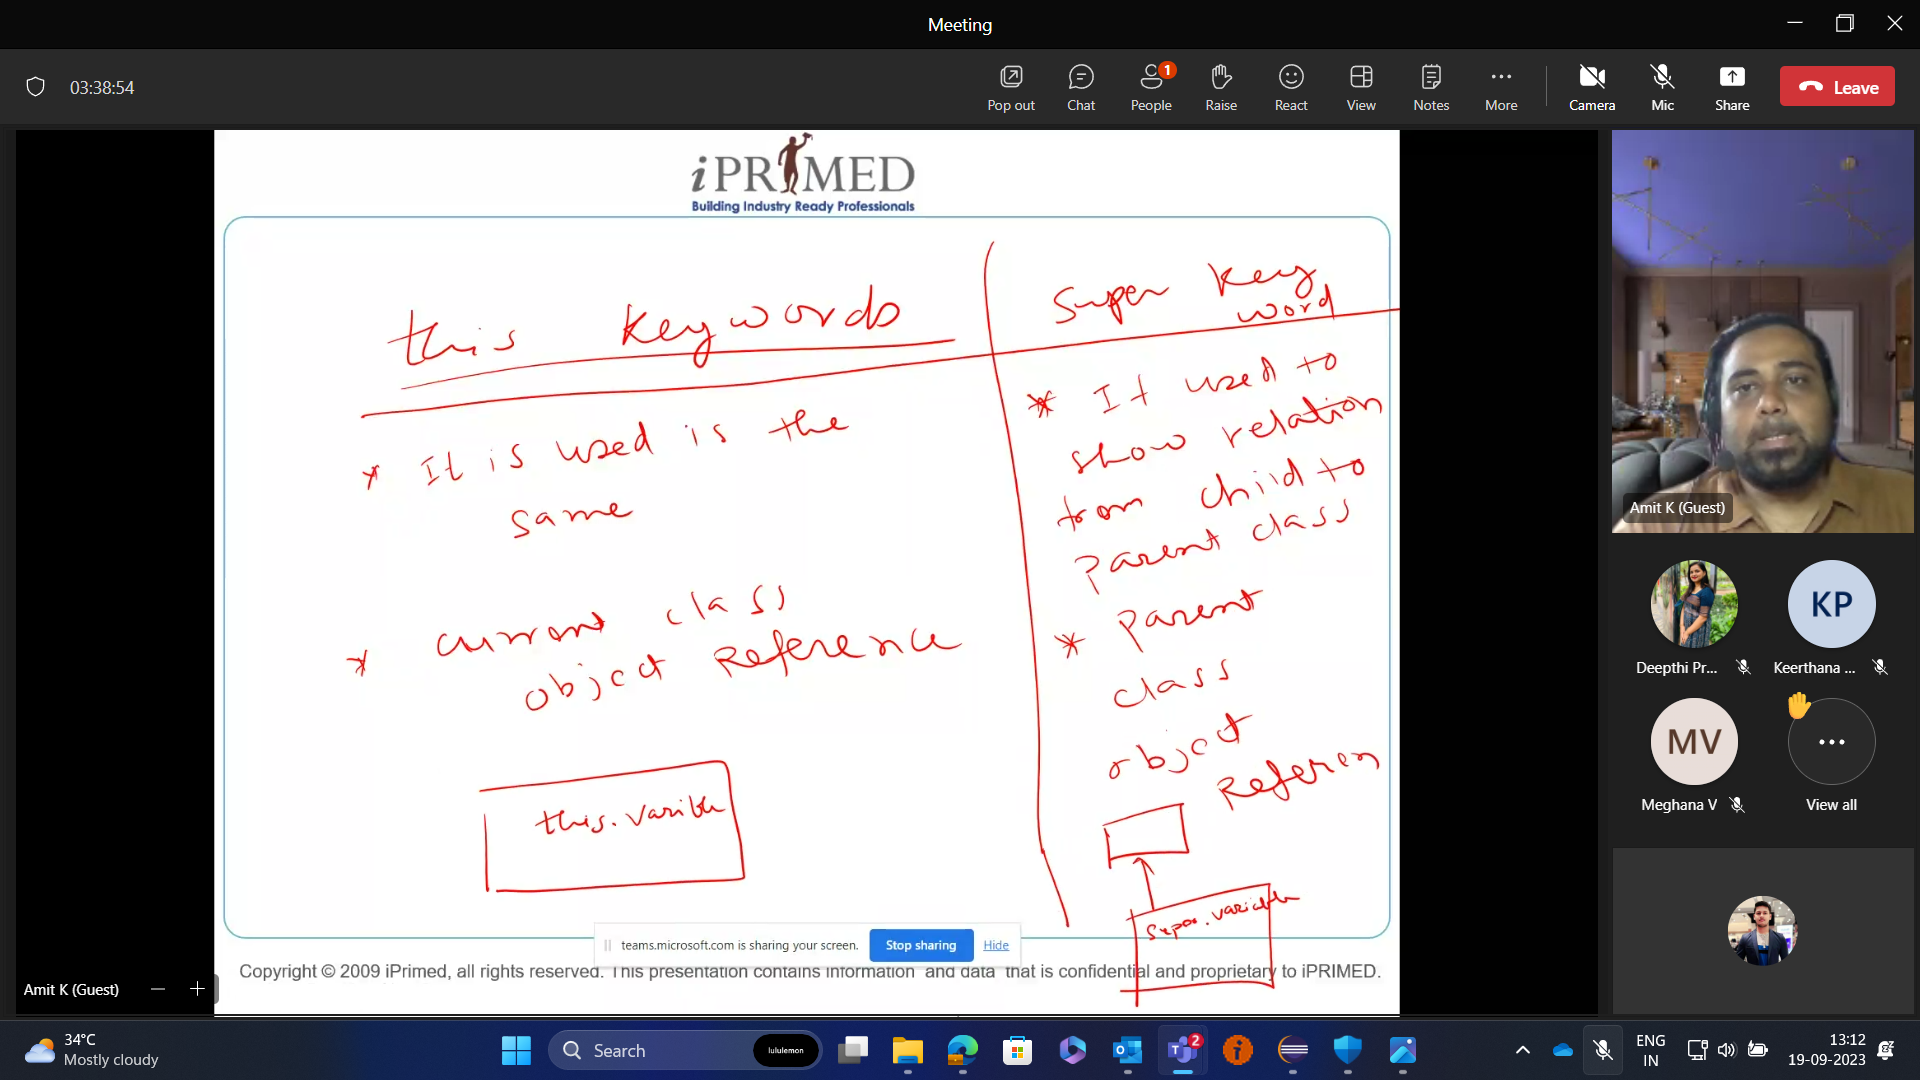 Meeting
03:38:54
Pop out
Chat
1
People
Raise
React
View
Notes
More
Camera
Mic
Share
Leave
iPRIMED
Building Industry Ready Professionals
this keywords
* It is used is the
same
* current class
object Reference
this.varible
super key
word
* It used to
show relation
from child to
parent class
* parent
class
object
Referen
super.variable
teams.microsoft.com is sharing your screen.
Stop sharing
Hide
Copyright © 2009 iPrimed, all rights reserved. This presentation contains information and data that is confidential and proprietary to iPRIMED.
Amit K (Guest)
Amit K (Guest)
Deepthi Pr...
KP
Keerthana ...
MV
Meghana V
View all
34°C
Mostly cloudy
Search
lululemon
2
ENG
IN
13:12
19-09-2023